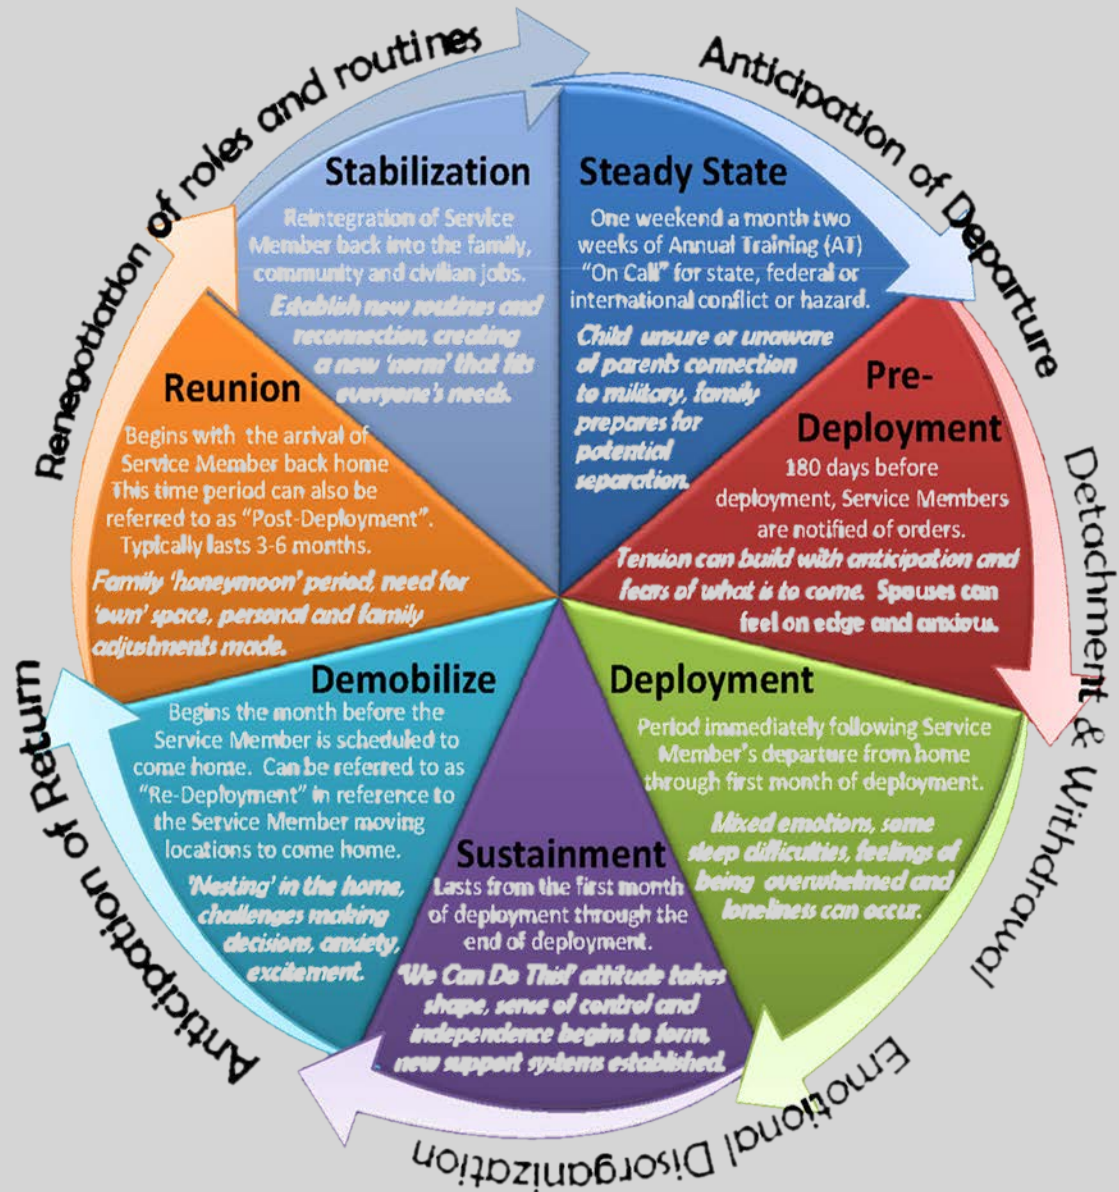 Renegotiation of roles and routines
Anticipation of Departure
Detachment & Withdrawal
Emotional Disorganization
Anticipation of Return
Stabilization
Reintegration of Service
Member back into the family,
community and civilian jobs.
Establish new routines and
reconnection, creating
a new 'norm' that fits
everyone's needs.
Steady State
One weekend a month two
weeks of Annual Training (AT)
"On Call" for state, federal or
international conflict or hazard.
Child unsure or unaware
of parents connection
to military, family
prepares for
potential
separation.
Pre-
Deployment
180 days before
deployment, Service Members
are notified of orders.
Tension can build with anticipation and
fears of what is to come. Spouses can
feel on edge and anxious.
Deployment
Period immediately following Service
Member's departure from home
through first month of deployment.
Mixed emotions, some
sleep difficulties, feelings of
being overwhelmed and
loneliness can occur.
Sustainment
Lasts from the first month
of deployment through the
end of deployment.
'We Can Do This!' attitude takes
shape, sense of control and
independence begins to form,
new support systems established.
Demobilize
Begins the month before the
Service Member is scheduled to
come home. Can be referred to as
"Re-Deployment" in reference to
the Service Member moving
locations to come home.
'Nesting' in the home,
challenges making
decisions, anxiety,
excitement.
Reunion
Begins with the arrival of
Service Member back home
This time period can also be
referred to as "Post-Deployment".
Typically lasts 3-6 months.
Family 'honeymoon' period, need for
'own' space, personal and family
adjustments made.